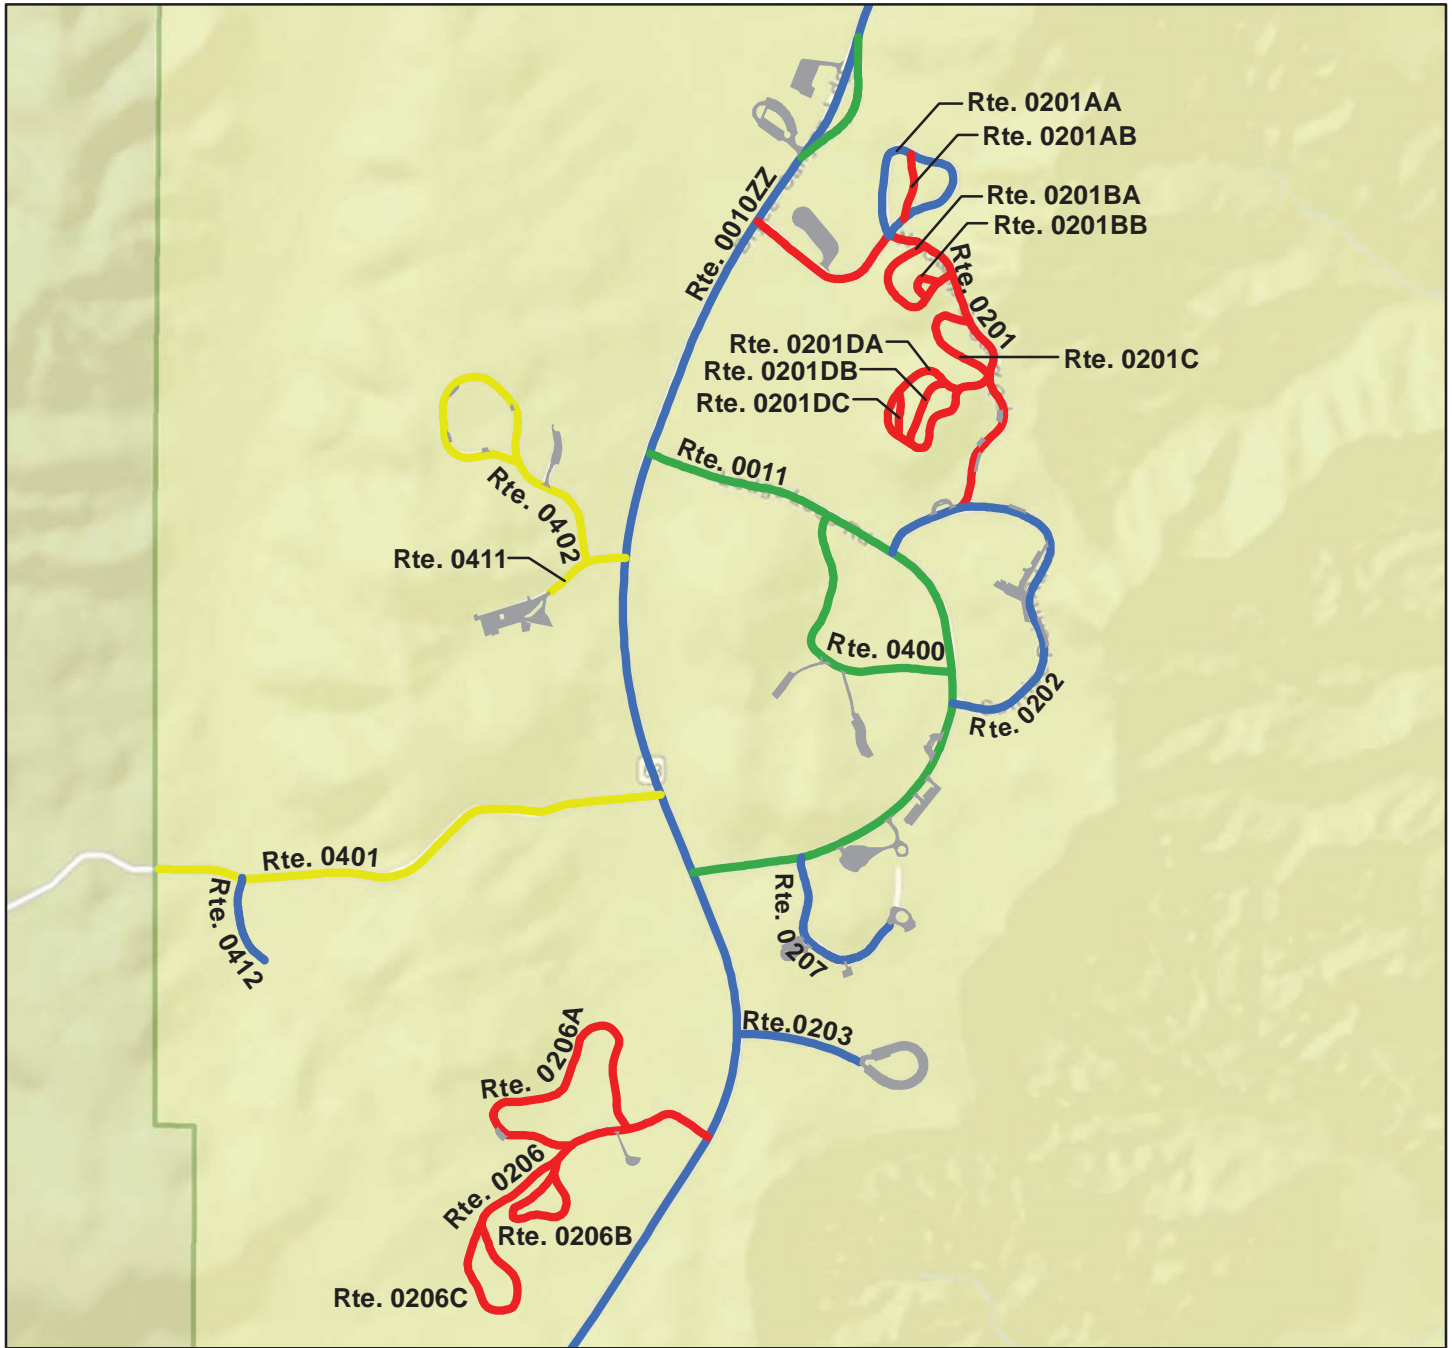 Rte. 0201AA
Rte. 0201AB
Rte. 0201BA
Rte. 0201BB
Rte. 0010ZZ
Rte. 0201
Rte. 0201DA
Rte. 0201C
Rte. 0201DB
Rte. 0201DC
Rte. 0011
Rte. 0402
Rte. 0411
Rte. 0400
Rte. 0202
Rte. 0401
Rte. 0412
Rte. 0207
Rte.0203
Rte. 0206A
Rte. 0206
Rte. 0206B
Rte. 0206C